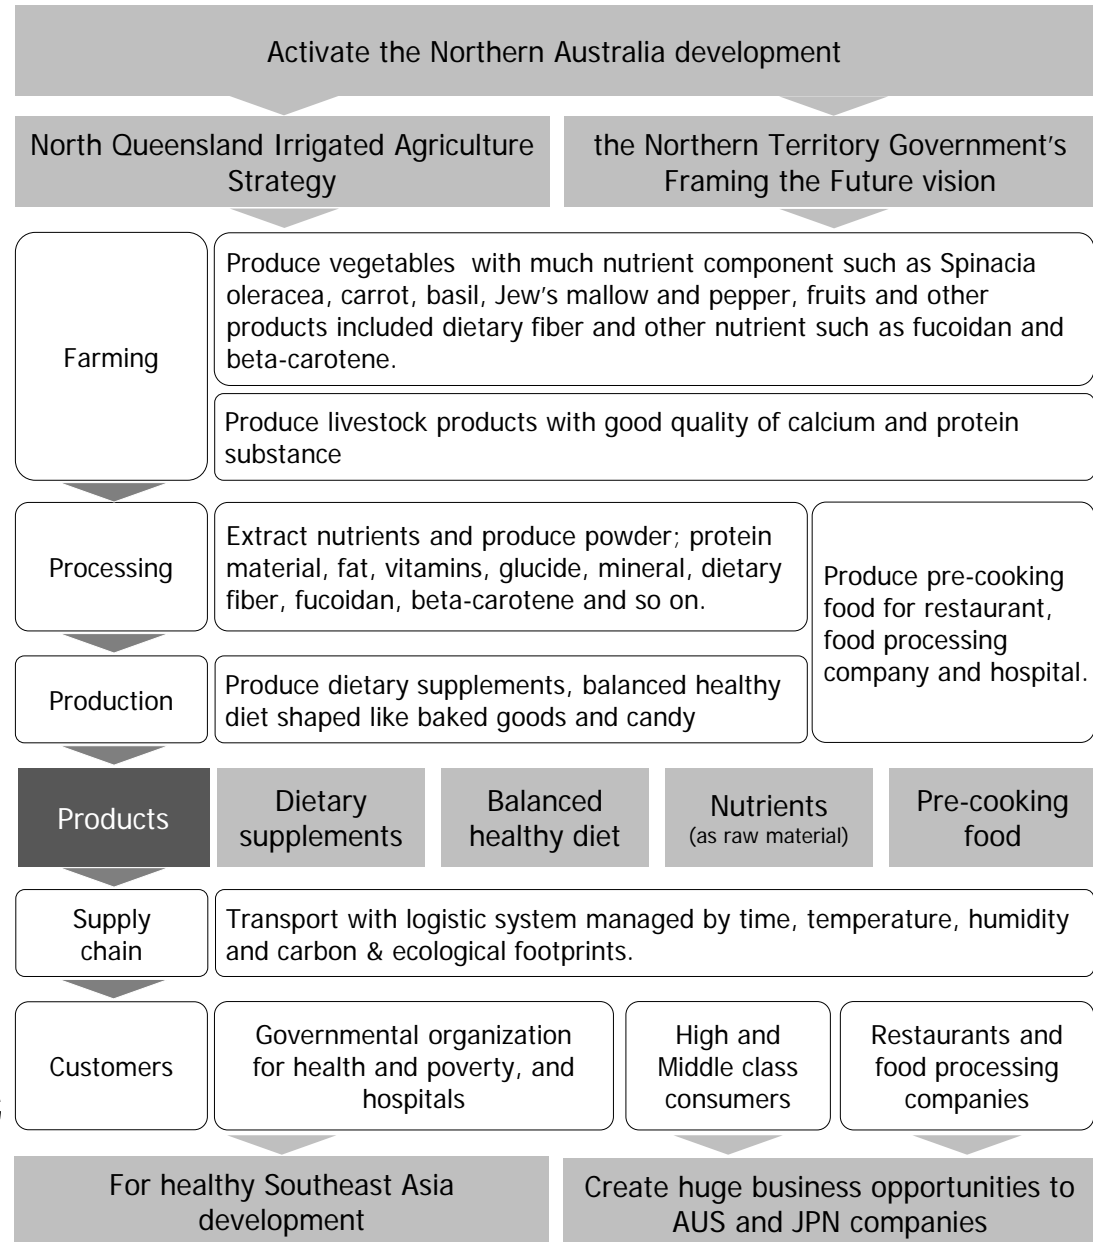 Activate the Northern Australia development
North Queensland Irrigated Agriculture
Strategy
the Northern Territory Government's
Framing the Future vision
Farming
Produce vegetables with much nutrient component such as Spinacia
oleracea, carrot, basil, Jew's mallow and pepper, fruits and other
products included dietary fiber and other nutrient such as fucoidan and
beta-carotene.
Produce livestock products with good quality of calcium and protein
substance
Processing
Extract nutrients and produce powder; protein
material, fat, vitamins, glucide, mineral, dietary
fiber, fucoidan, beta-carotene and so on.
Produce pre-cooking
food for restaurant,
food processing
company and hospital.
Production
Produce dietary supplements, balanced healthy
diet shaped like baked goods and candy
Products
Dietary
supplements
Balanced
healthy diet
Nutrients
(as raw material)
Pre-cooking
food
Supply
chain
Transport with logistic system managed by time, temperature, humidity
and carbon & ecological footprints.
Customers
Governmental organization
for health and poverty, and
hospitals
High and
Middle class
consumers
Restaurants and
food processing
companies
For healthy Southeast Asia
development
Create huge business opportunities to
AUS and JPN companies